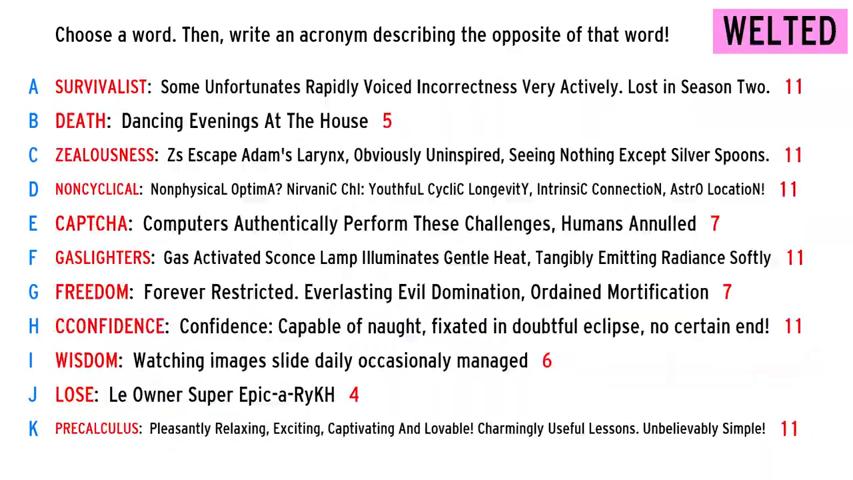 Choose a word. Then, write an acronym describing the opposite of that word!
WELTED
A SURVIVALIST: Some Unfortunates Rapidly Voiced Incorrectness Very Actively. Lost in Season Two. 11
B DEATH: Dancing Evenings At The House 5
C ZEALOUSNESS: Zs Escape Adam's Larynx, Obviously Uninspired, Seeing Nothing Except Silver Spoons. 11
D NONCYCLICAL: NonphysicaL OptimA? NirvaniC ChI: YouthfuL CycliC LongevitY, IntrinsiC ConnectioN, AstrO LocatioN! 11
E CAPTCHA: Computers Authentically Perform These Challenges, Humans Annulled 7
F GASLIGHTERS: Gas Activated Sconce Lamp Illuminates Gentle Heat, Tangibly Emitting Radiance Softly 11
G FREEDOM: Forever Restricted. Everlasting Evil Domination, Ordained Mortification 7
H CCONFIDENCE: Confidence: Capable of naught, fixated in doubtful eclipse, no certain end! 11
I WISDOM: Watching images slide daily occasionaly managed 6
J LOSE: Le Owner Super Epic-a-RyKH 4
K PRECALCULUS: Pleasantly Relaxing, Exciting, Captivating And Lovable! Charmingly Useful Lessons. Unbelievably Simple! 11